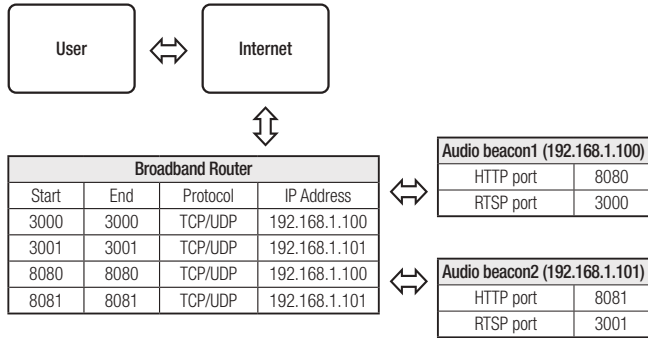 User
Internet
Broadband Router
Start End Protocol IP Address
3000 3000 TCP/UDP 192.168.1.100
3001 3001 TCP/UDP 192.168.1.101
8080 8080 TCP/UDP 192.168.1.100
8081 8081 TCP/UDP 192.168.1.101
Audio beacon1 (192.168.1.100)
HTTP port 8080
RTSP port 3000
Audio beacon2 (192.168.1.101)
HTTP port 8081
RTSP port 3001